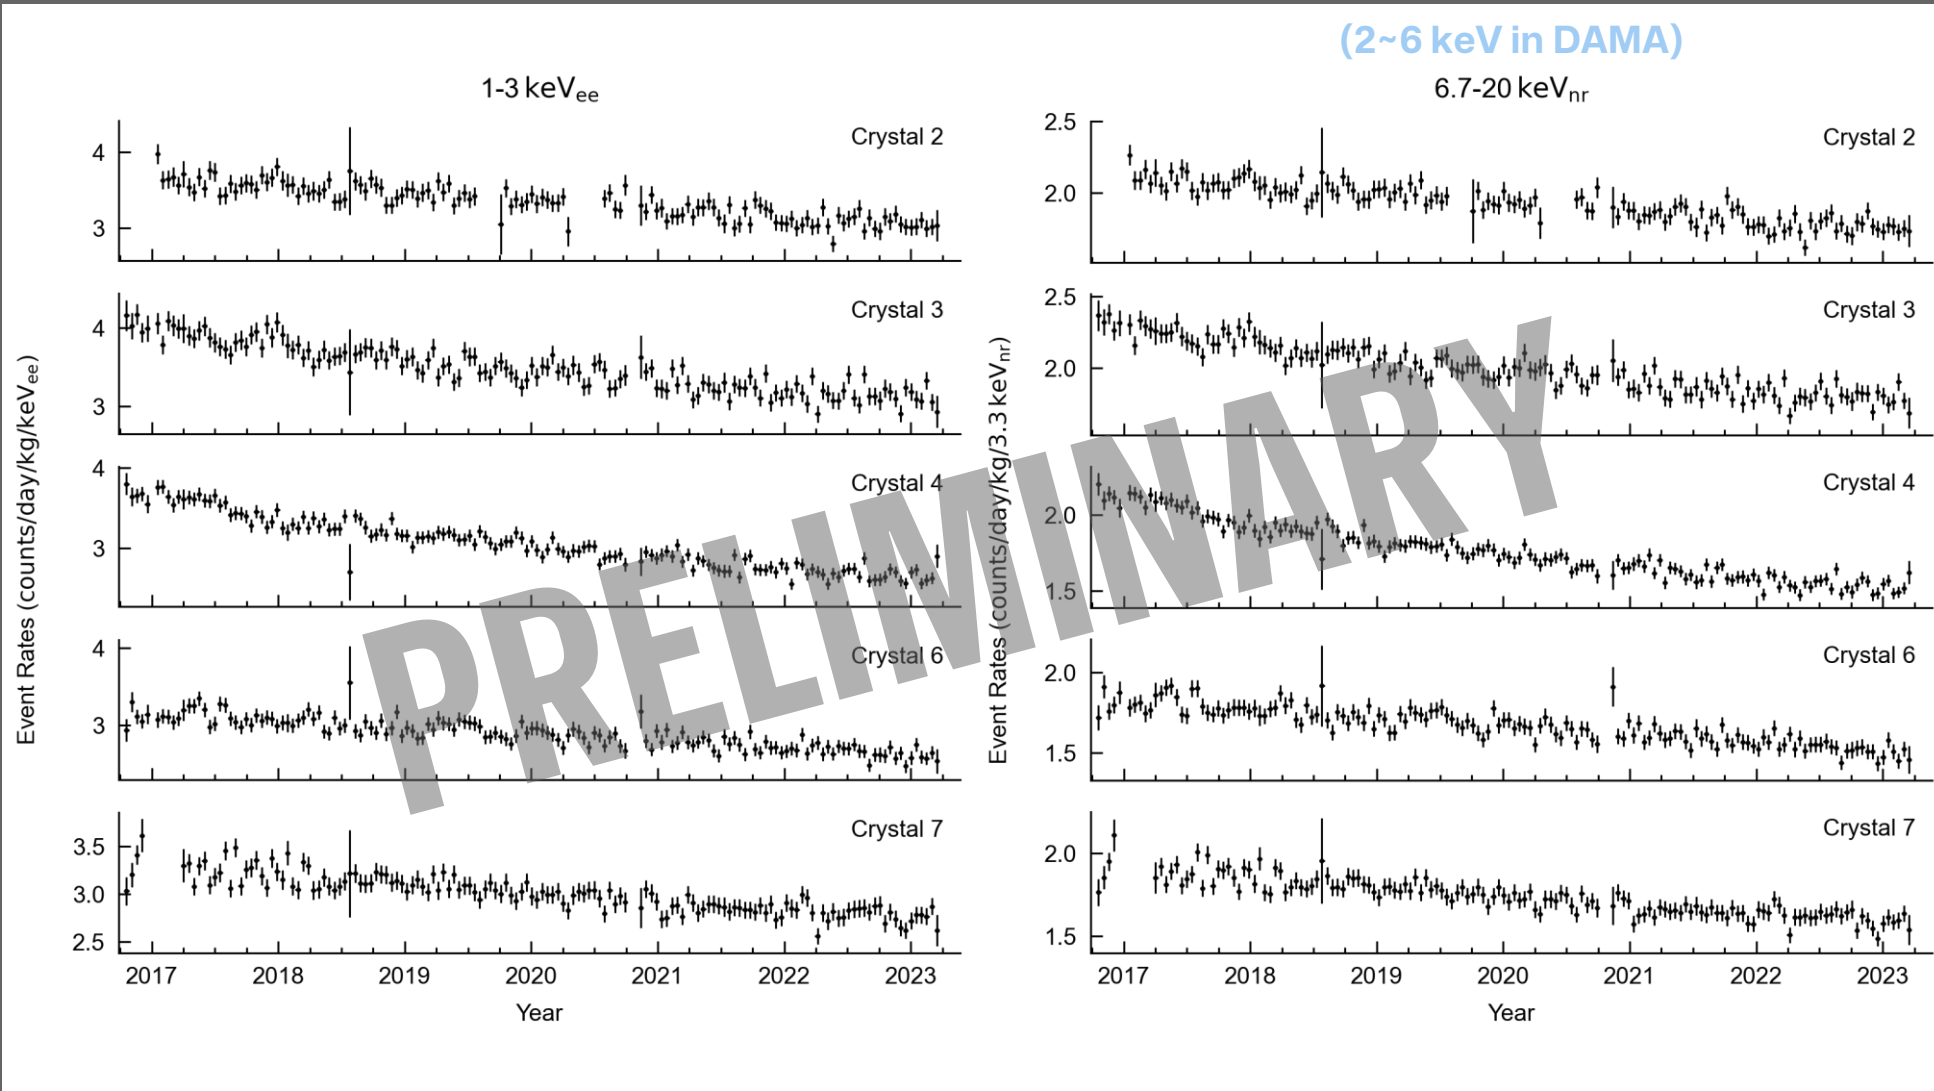 (2~6 keV in DAMA)
1-3 keVee
6.7-20 keVnr
Event Rates (counts/day/kg/keVee)
4
3
Crystal 2
4
3
Crystal 3
4
3
Crystal 4
4
3
Crystal 6
3.5
3.0
2.5
Crystal 7
2017 2018 2019 2020 2021 2022 2023
Year
Event Rates (counts/day/kg/3.3 keVnr)
2.5
2.0
Crystal 2
2.5
2.0
Crystal 3
2.0
1.5
Crystal 4
2.0
1.5
Crystal 6
2.0
1.5
Crystal 7
2017 2018 2019 2020 2021 2022 2023
Year
PRELIMINARY